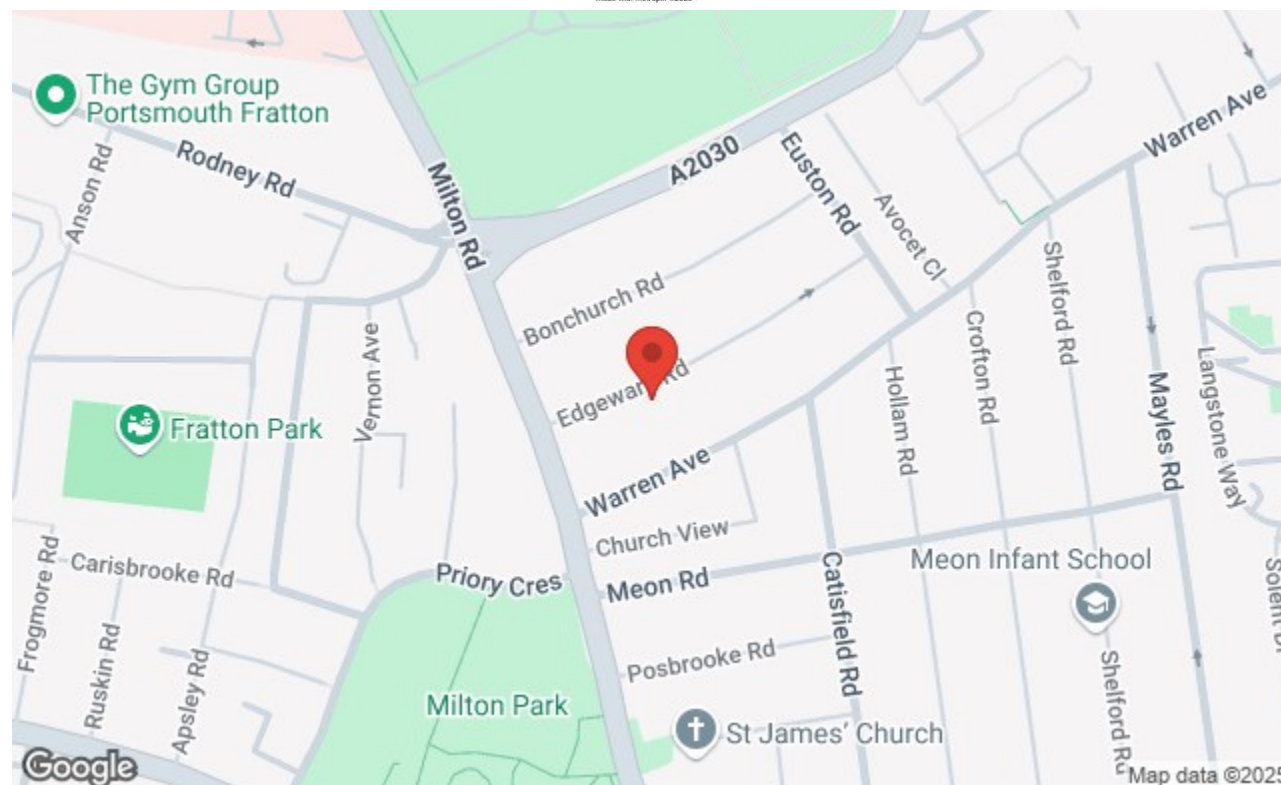 The Gym Group
Portsmouth Fratton
Rodney Rd
Anson Rd
Milton Rd
A2030
Euston Rd
Avocet Cl
Warren Ave
Bonchurch Rd
Shelford Rd
Vernon Ave
Edgeware Rd
Crofton Rd
Hollam Rd
Mayles Rd
Langstone Way
Fratton Park
Warren Ave
Church View
Meon Infant School
Carisbrooke Rd
Priory Cres
Meon Rd
Catisfield Rd
Frogmore Rd
Ruskin Rd
Apsley Rd
Posbrooke Rd
Shelford Rd
Milton Park
St James' Church
Google
Map data ©2025